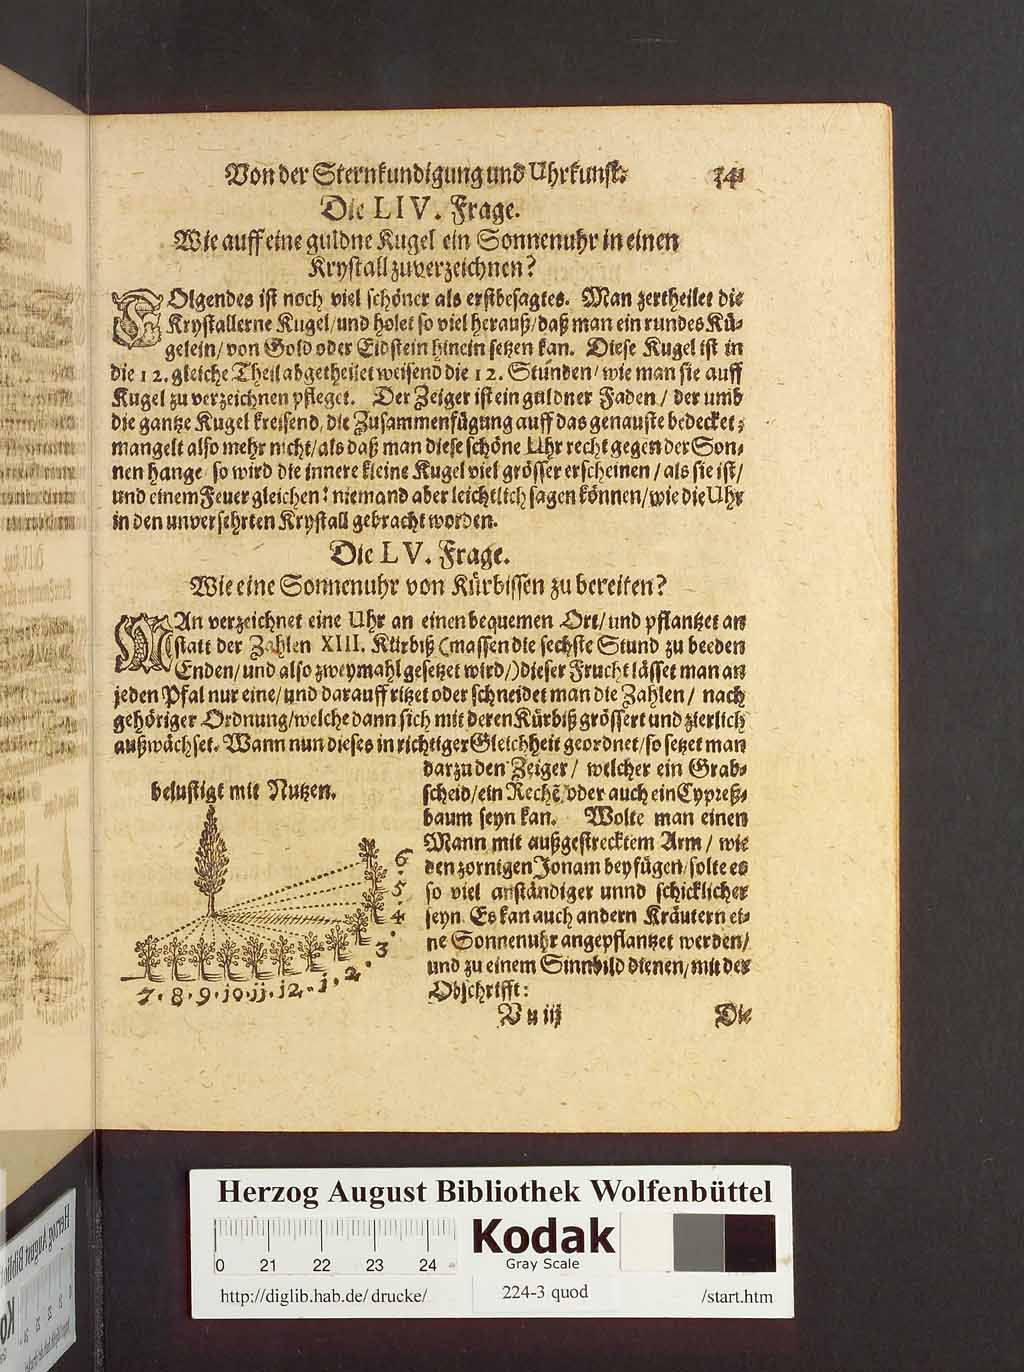 Von der Sternkundigung und Uhrkunst.
Die LIV. Frage.
Wie auff eine guldne Kugel ein Sonnenuhr in einen
Krystall zuverzeichnen?
FOlgendes ist noch viel schöner als erstbesagtes. Man zertheilet die
Krystallerne Kugel/und holet so viel herauß/daß man ein rundes Kü-
gelein/von Gold oder Eidstein hinein setzen kan. Diese Kugel ist in
die 12. gleiche Theil abgetheilet weisend die 12. Stunden/wie man sie auff
Kugel zu verzeichnen pfleget. Der Zeiger ist ein guldner Faden/ der umb
die gantze Kugel kreisend, die Zusammenfügung auff das genauste bedecket;
mangelt also mehr nicht/als daß man diese schöne Uhr recht gegen der Son-
nen hange/ so wird die innere kleine Kugel viel grösser erscheinen/als sie ist/
und einem Feuer gleichen: niemand aber leichtlich sagen können/wie die Uhr
in den unversehrten Krystall gebracht worden.
Die LV. Frage.
Wie eine Sonnenuhr von Kürbissen zu bereiten?
MAn verzeichnet eine Uhr an einen bequemen Ort/und pflantzet an
statt der Zahlen XIII. Kürbiß (massen die sechste Stund zu beeden
Enden/und also zweymahl gesetzet wird/) dieser Frucht lässet man an
jeden Pfal nur eine/und darauff ritzet oder schneidet man die Zahlen/ nach
gehöriger Ordnung/welche dann sich mit deren Kürbiß grössert und zierlich
außwächset. Wann nun dieses in richtiger Gleichheit geordnet/so setzet man
darzu den Zeiger/ welcher ein Grab-
scheid/ein Rechẽ/oder auch ein Cypreß-
baum seyn kan. Wolte man einen
Mann mit außgestrecktem Arm/ wie
den zornigen Jonam beyfügen/solte es
so viel anständiger unnd schicklicher
seyn. Es kan auch andern Kräutern ei-
ne Sonnenuhr angepflantzet werden/
und zu einem Sinnbild dienen/mit der
Obschrifft:
belustigt mit Nutzen.
6.
5.
4.
3.
7. 8. 9. 10. 11. 12. 1. 2.
Vu iij Die
Herzog August Bibliothek Wolfenbüttel
0 21 22 23 24
Kodak
Gray Scale
http://diglib.hab.de/ drucke/ 224-3 quod /start.htm